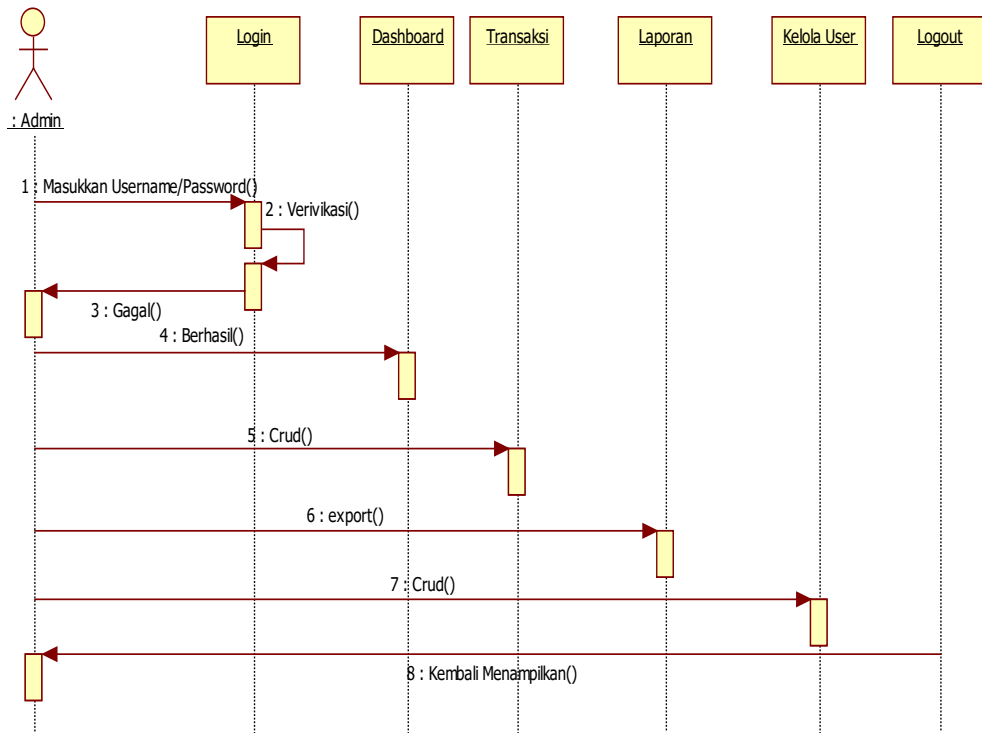 Login
Dashboard
Transaksi
Laporan
Kelola User
Logout
: Admin
1 : Masukkan Username/Password()
2 : Verivikasi()
3 : Gagal()
4 : Berhasil()
5 : Crud()
6 : export()
7 : Crud()
8 : Kembali Menampilkan()